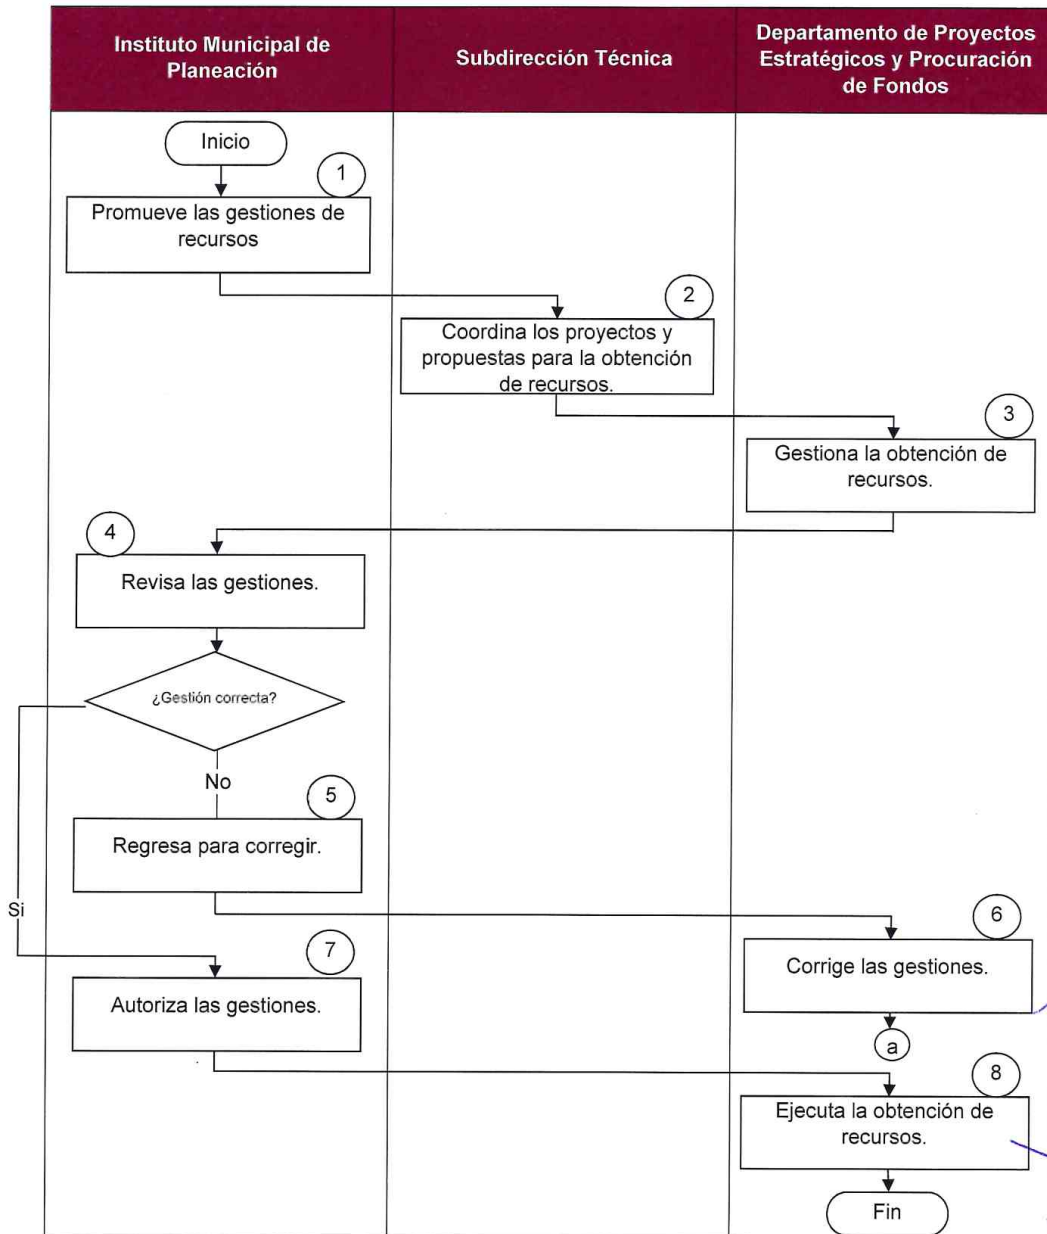 Instituto Municipal de
Planeación
Subdirección Técnica
Departamento de Proyectos
Estratégicos y Procuración
de Fondos
Inicio
1
Promueve las gestiones de
recursos
2
Coordina los proyectos y
propuestas para la obtención
de recursos.
3
Gestiona la obtención de
recursos.
4
Revisa las gestiones.
¿Gestión correcta?
No
5
Regresa para corregir.
Si
6
Corrige las gestiones.
a
7
Autoriza las gestiones.
8
Ejecuta la obtención de
recursos.
Fin